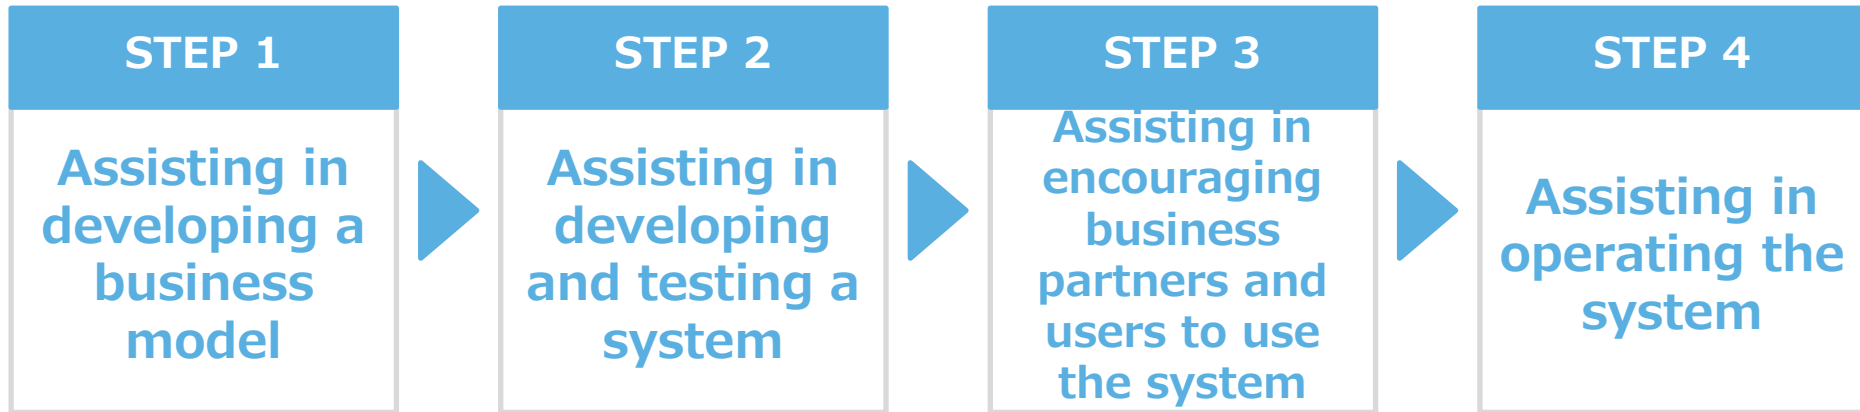 STEP 1
Assisting in
developing a
business
model
STEP 2
Assisting in
developing
and testing a
system
STEP 3
Assisting in
encouraging
business
partners and
users to use
the system
STEP 4
Assisting in
operating the
system